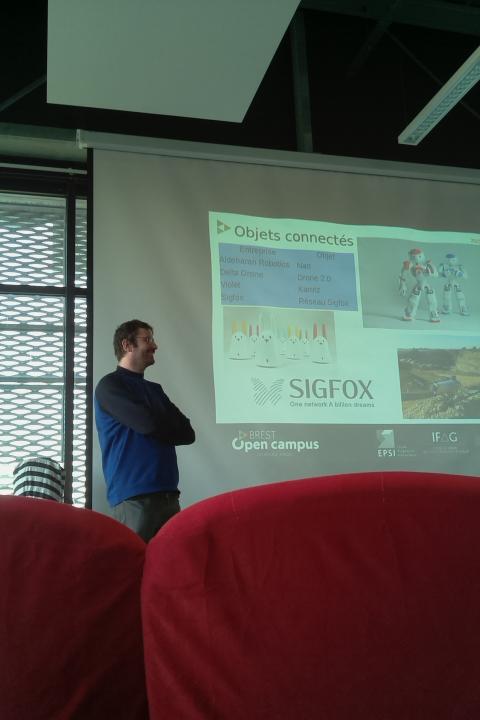 Objets connectés
Entreprise Objet
Aldebaran Robotics Nao
Delta Drone Drone 2.0
Violet Karotz
Sigfox Réseau Sigfox
SIGFOX
One network A billion dreams
BREST
Open campus
EPSI
IFAG